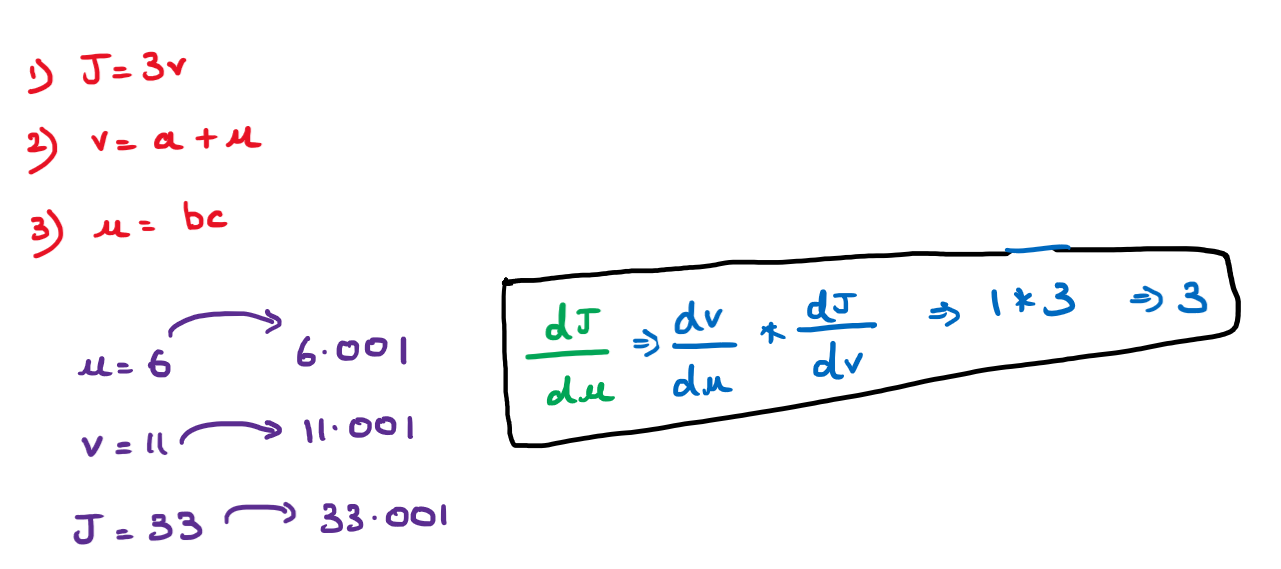 1) J = 3v
2) v = a + u
3) u = bc
dJ/du ⇒ dv/du * dJ/dv ⇒ 1 * 3 ⇒ 3
u = 6 → 6.001
v = 11 → 11.001
J = 33 → 33.001